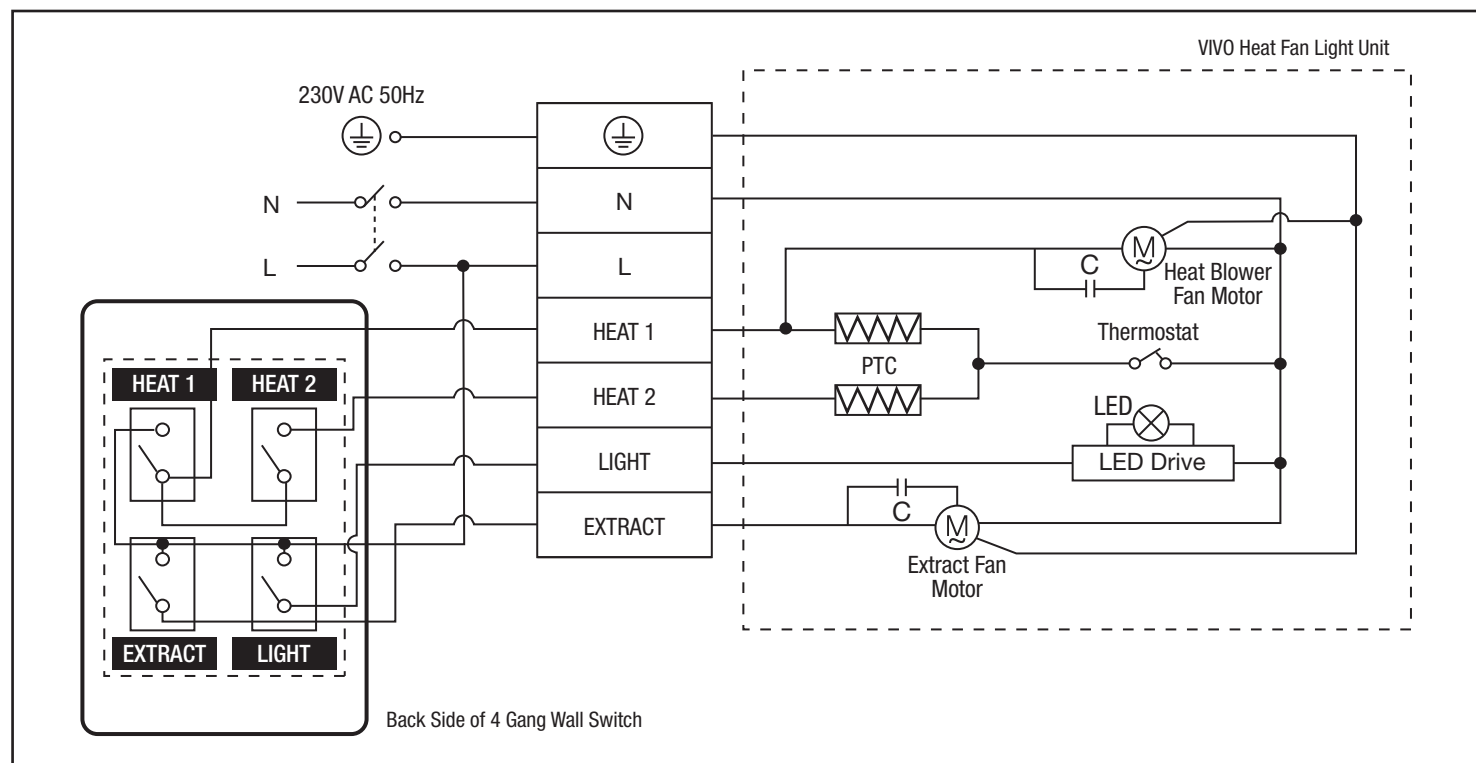 VIVO Heat Fan Light Unit
230V AC 50Hz
N
L
N
L
HEAT 1
HEAT 2
LIGHT
EXTRACT
HEAT 1
HEAT 2
EXTRACT
LIGHT
Back Side of 4 Gang Wall Switch
M
~
C
Heat Blower
Fan Motor
PTC
Thermostat
LED
LED Drive
C
M
~
Extract Fan
Motor